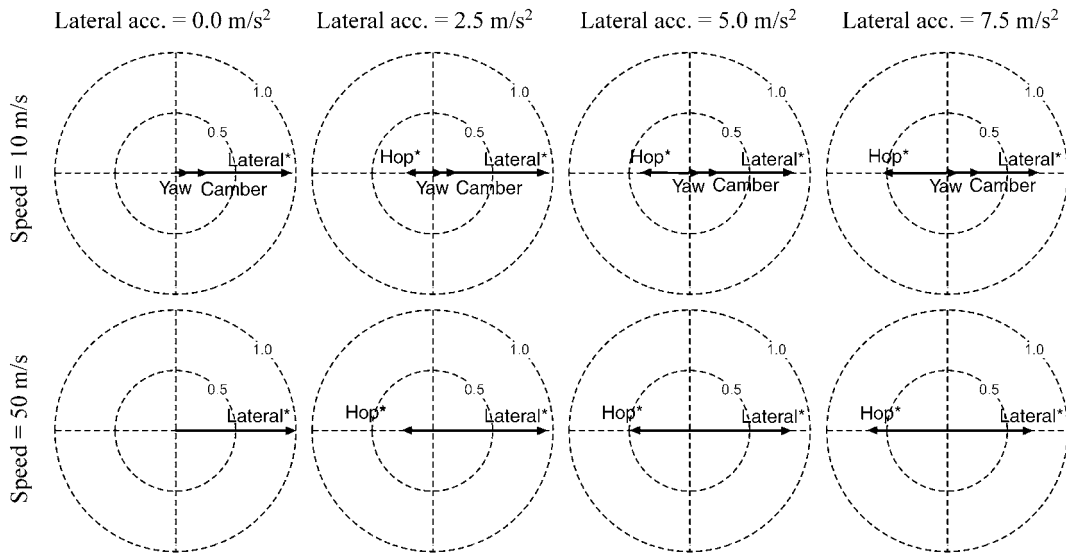 Lateral acc. = 0.0 m/s² Lateral acc. = 2.5 m/s² Lateral acc. = 5.0 m/s² Lateral acc. = 7.5 m/s²
Speed = 10 m/s
1.0 1.0 1.0 1.0
0.5 0.5 0.5 0.5
Lateral* Hop* Lateral* Hop* Lateral* Hop* Lateral*
Yaw Camber Yaw Camber Yaw Camber Yaw Camber
Speed = 50 m/s
1.0 1.0 1.0 1.0
0.5 0.5 0.5 0.5
Lateral* Hop* Lateral* Hop* Lateral* Hop* Lateral*